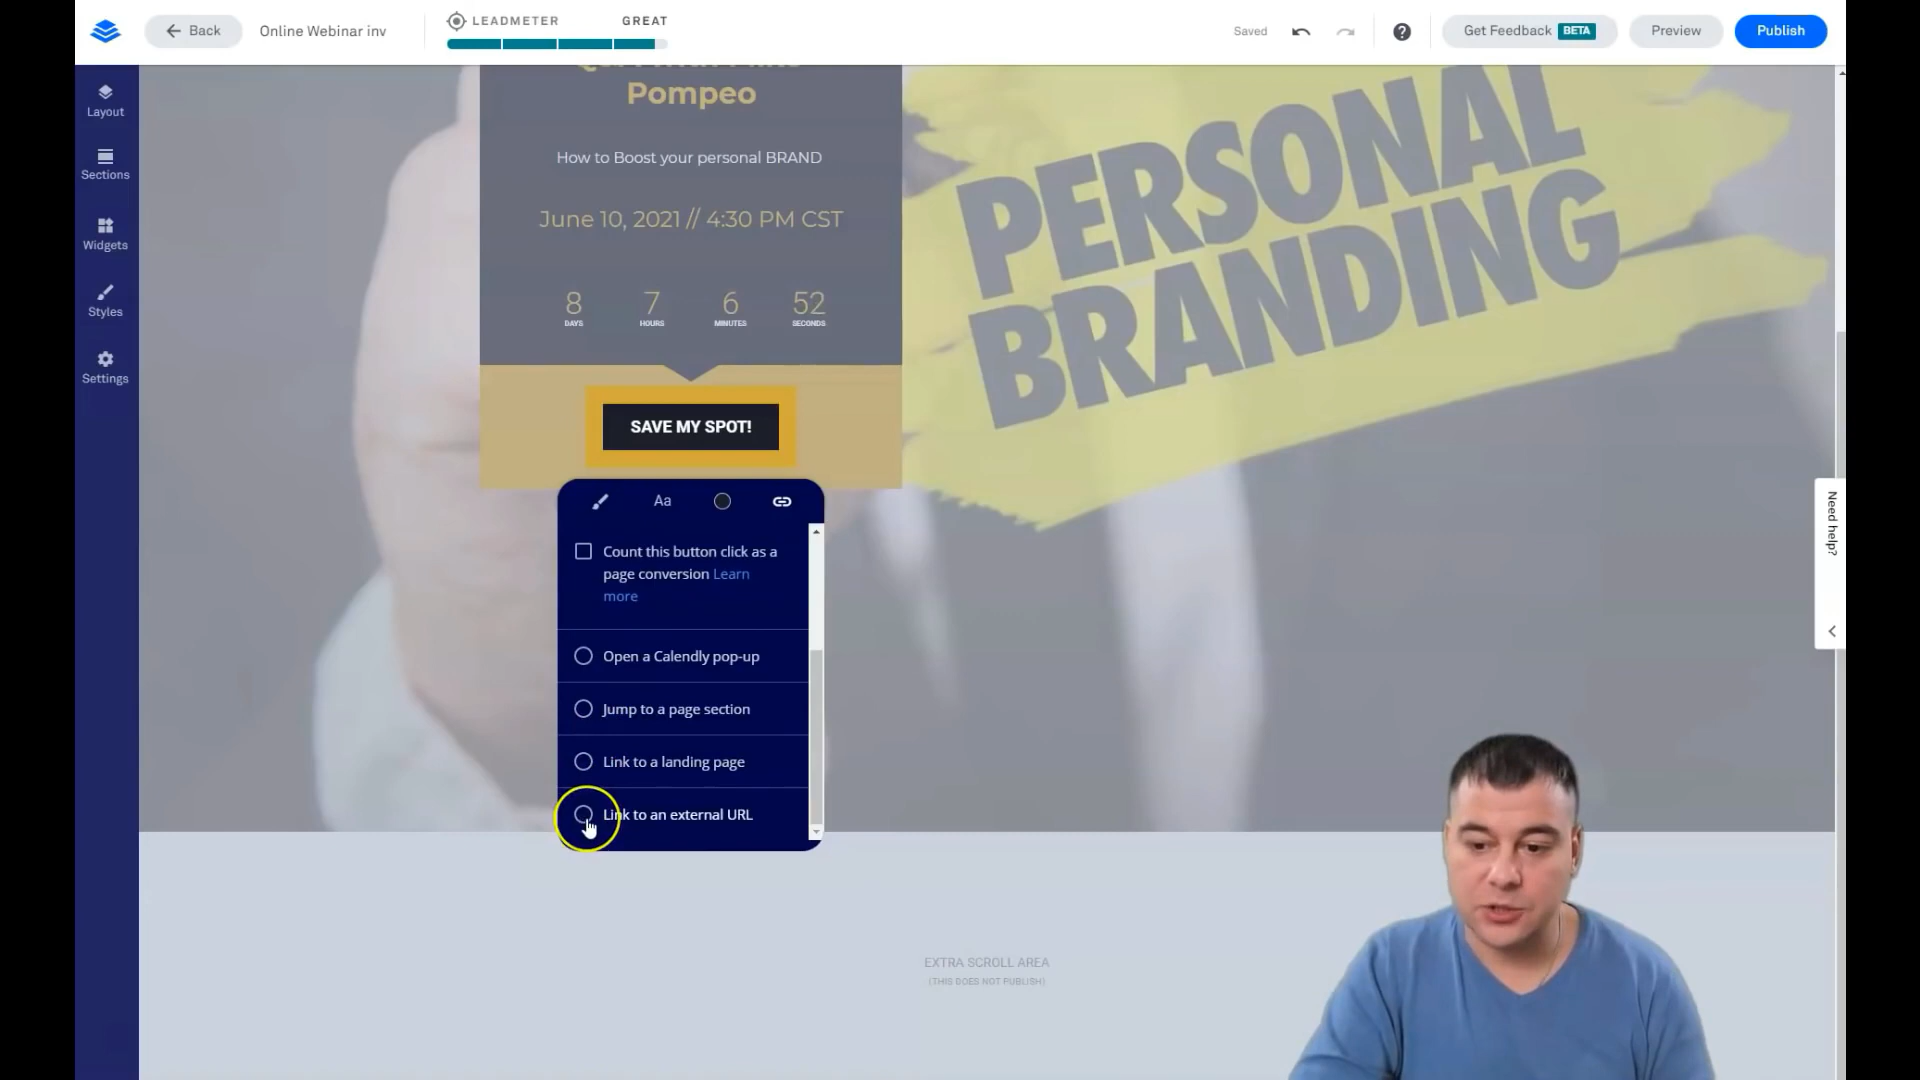 Back
Online Webinar inv
LEADMETER
GREAT
Saved
Get Feedback BETA
Preview
Publish
Layout
Sections
Widgets
Styles
Settings
Pompeo
How to Boost your personal BRAND
June 10, 2021 // 4:30 PM CST
8
7
6
52
DAYS
HOURS
MINUTES
SECONDS
SAVE MY SPOT!
PERSONAL
BRANDING
Aa
Count this button click as a
page conversion Learn
more
Open a Calendly pop-up
Jump to a page section
Link to a landing page
Link to an external URL
Need help?
EXTRA SCROLL AREA
(THIS DOES NOT PUBLISH)